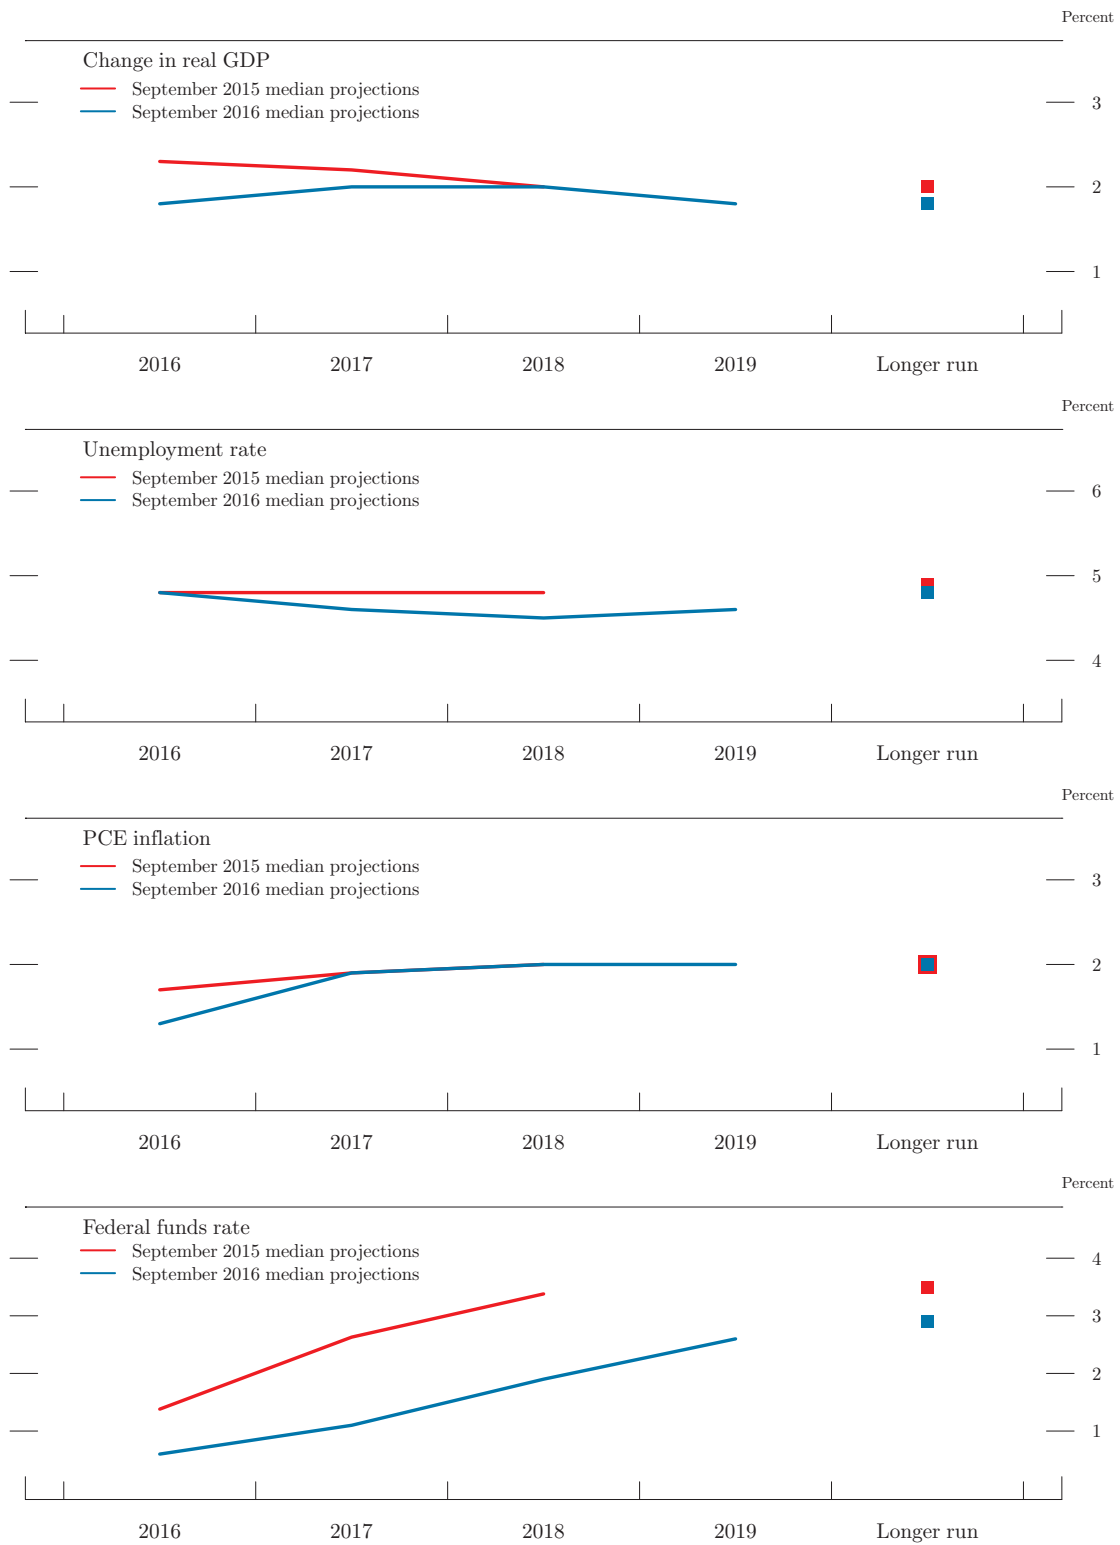 Percent
Change in real GDP
September 2015 median projections
September 2016 median projections
3
2
1
2016 2017 2018 2019 Longer run
Percent
Unemployment rate
September 2015 median projections
September 2016 median projections
6
5
4
2016 2017 2018 2019 Longer run
Percent
PCE inflation
September 2015 median projections
September 2016 median projections
3
2
1
2016 2017 2018 2019 Longer run
Percent
Federal funds rate
September 2015 median projections
September 2016 median projections
4
3
2
1
2016 2017 2018 2019 Longer run